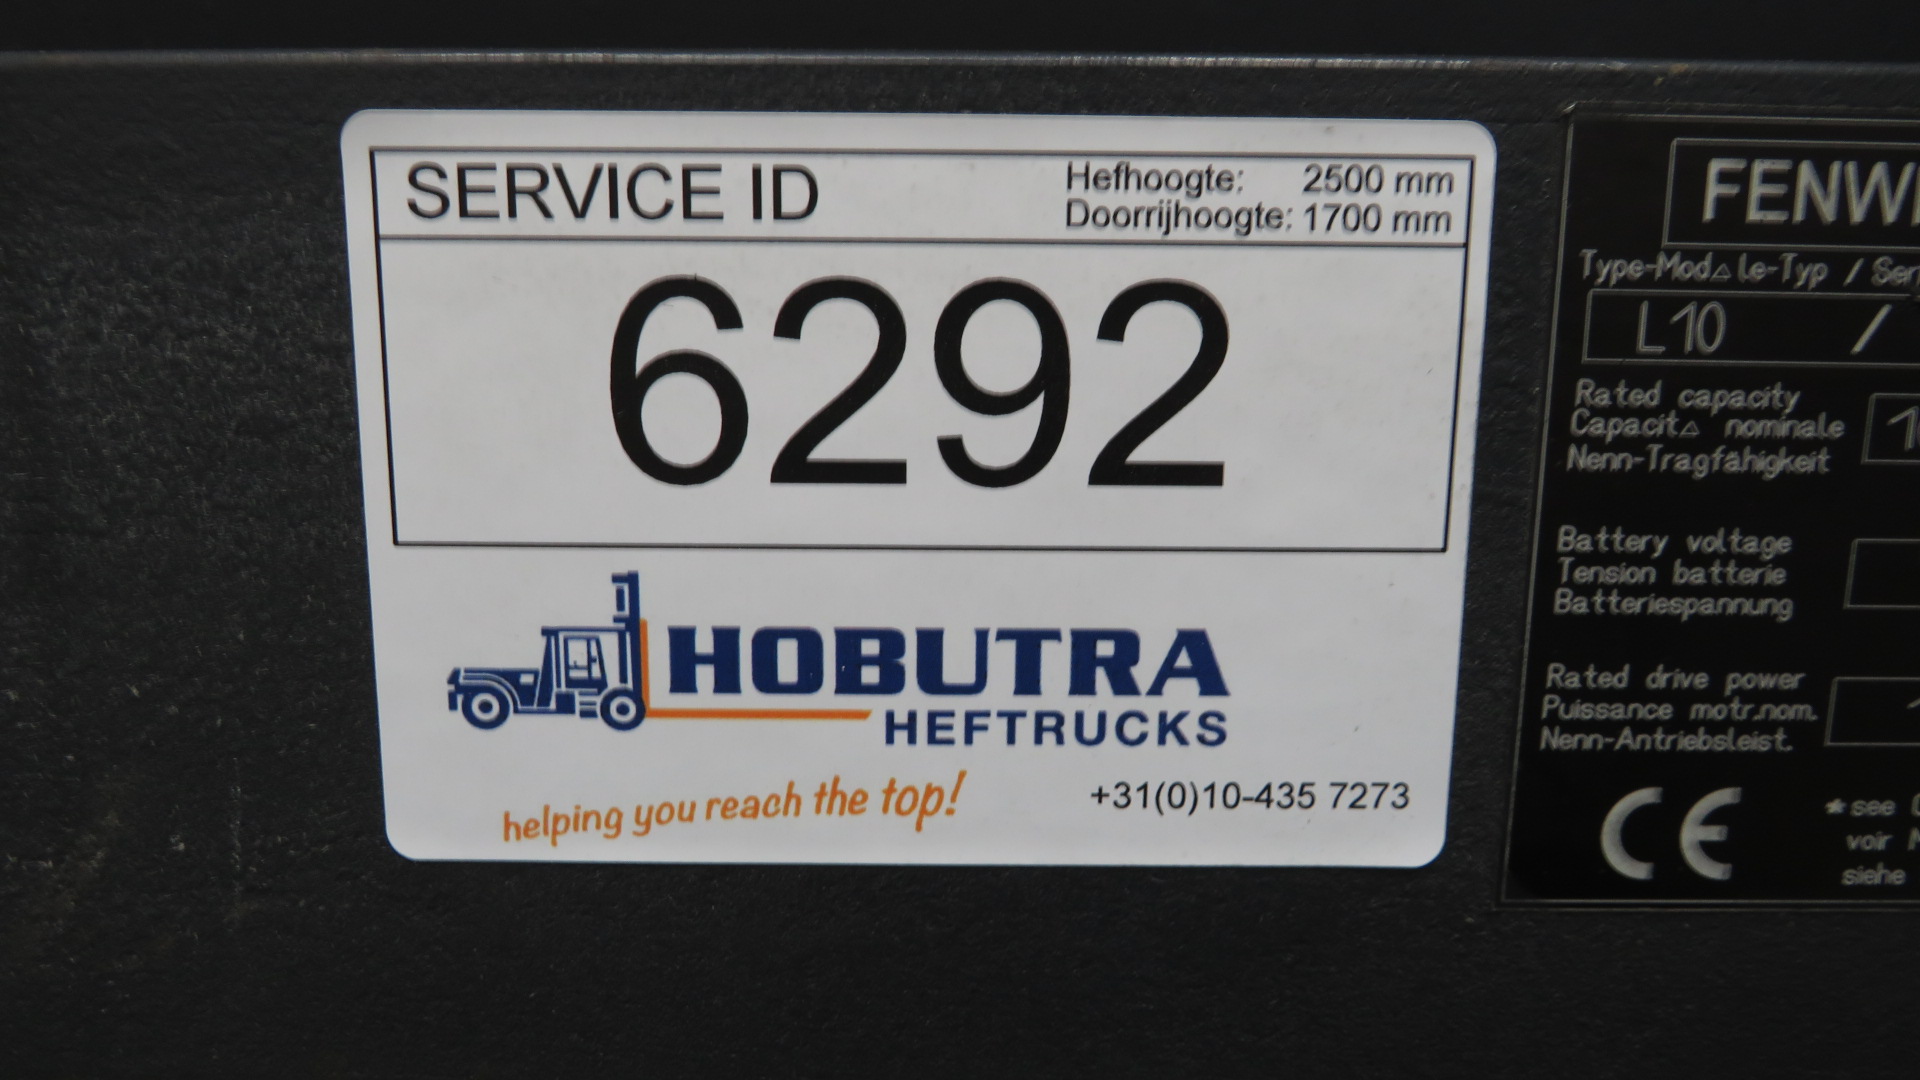 SERVICE ID
Hefhoogte: 2500 mm
Doorrijhoogte: 1700 mm
6292
HOBUTRA
HEFTRUCKS
helping you reach the top!
+31(0)10-435 7273
Type-Mod△le-Typ /
L10 /
Rated capacity
Capacit△ nominale
Nenn-Tragfähigkeit
Battery voltage
Tension batterie
Batteriespannung
Rated drive power
Puissance motr.nom.
Nenn-Antriebsleist.
CE
* see
voir
siehe